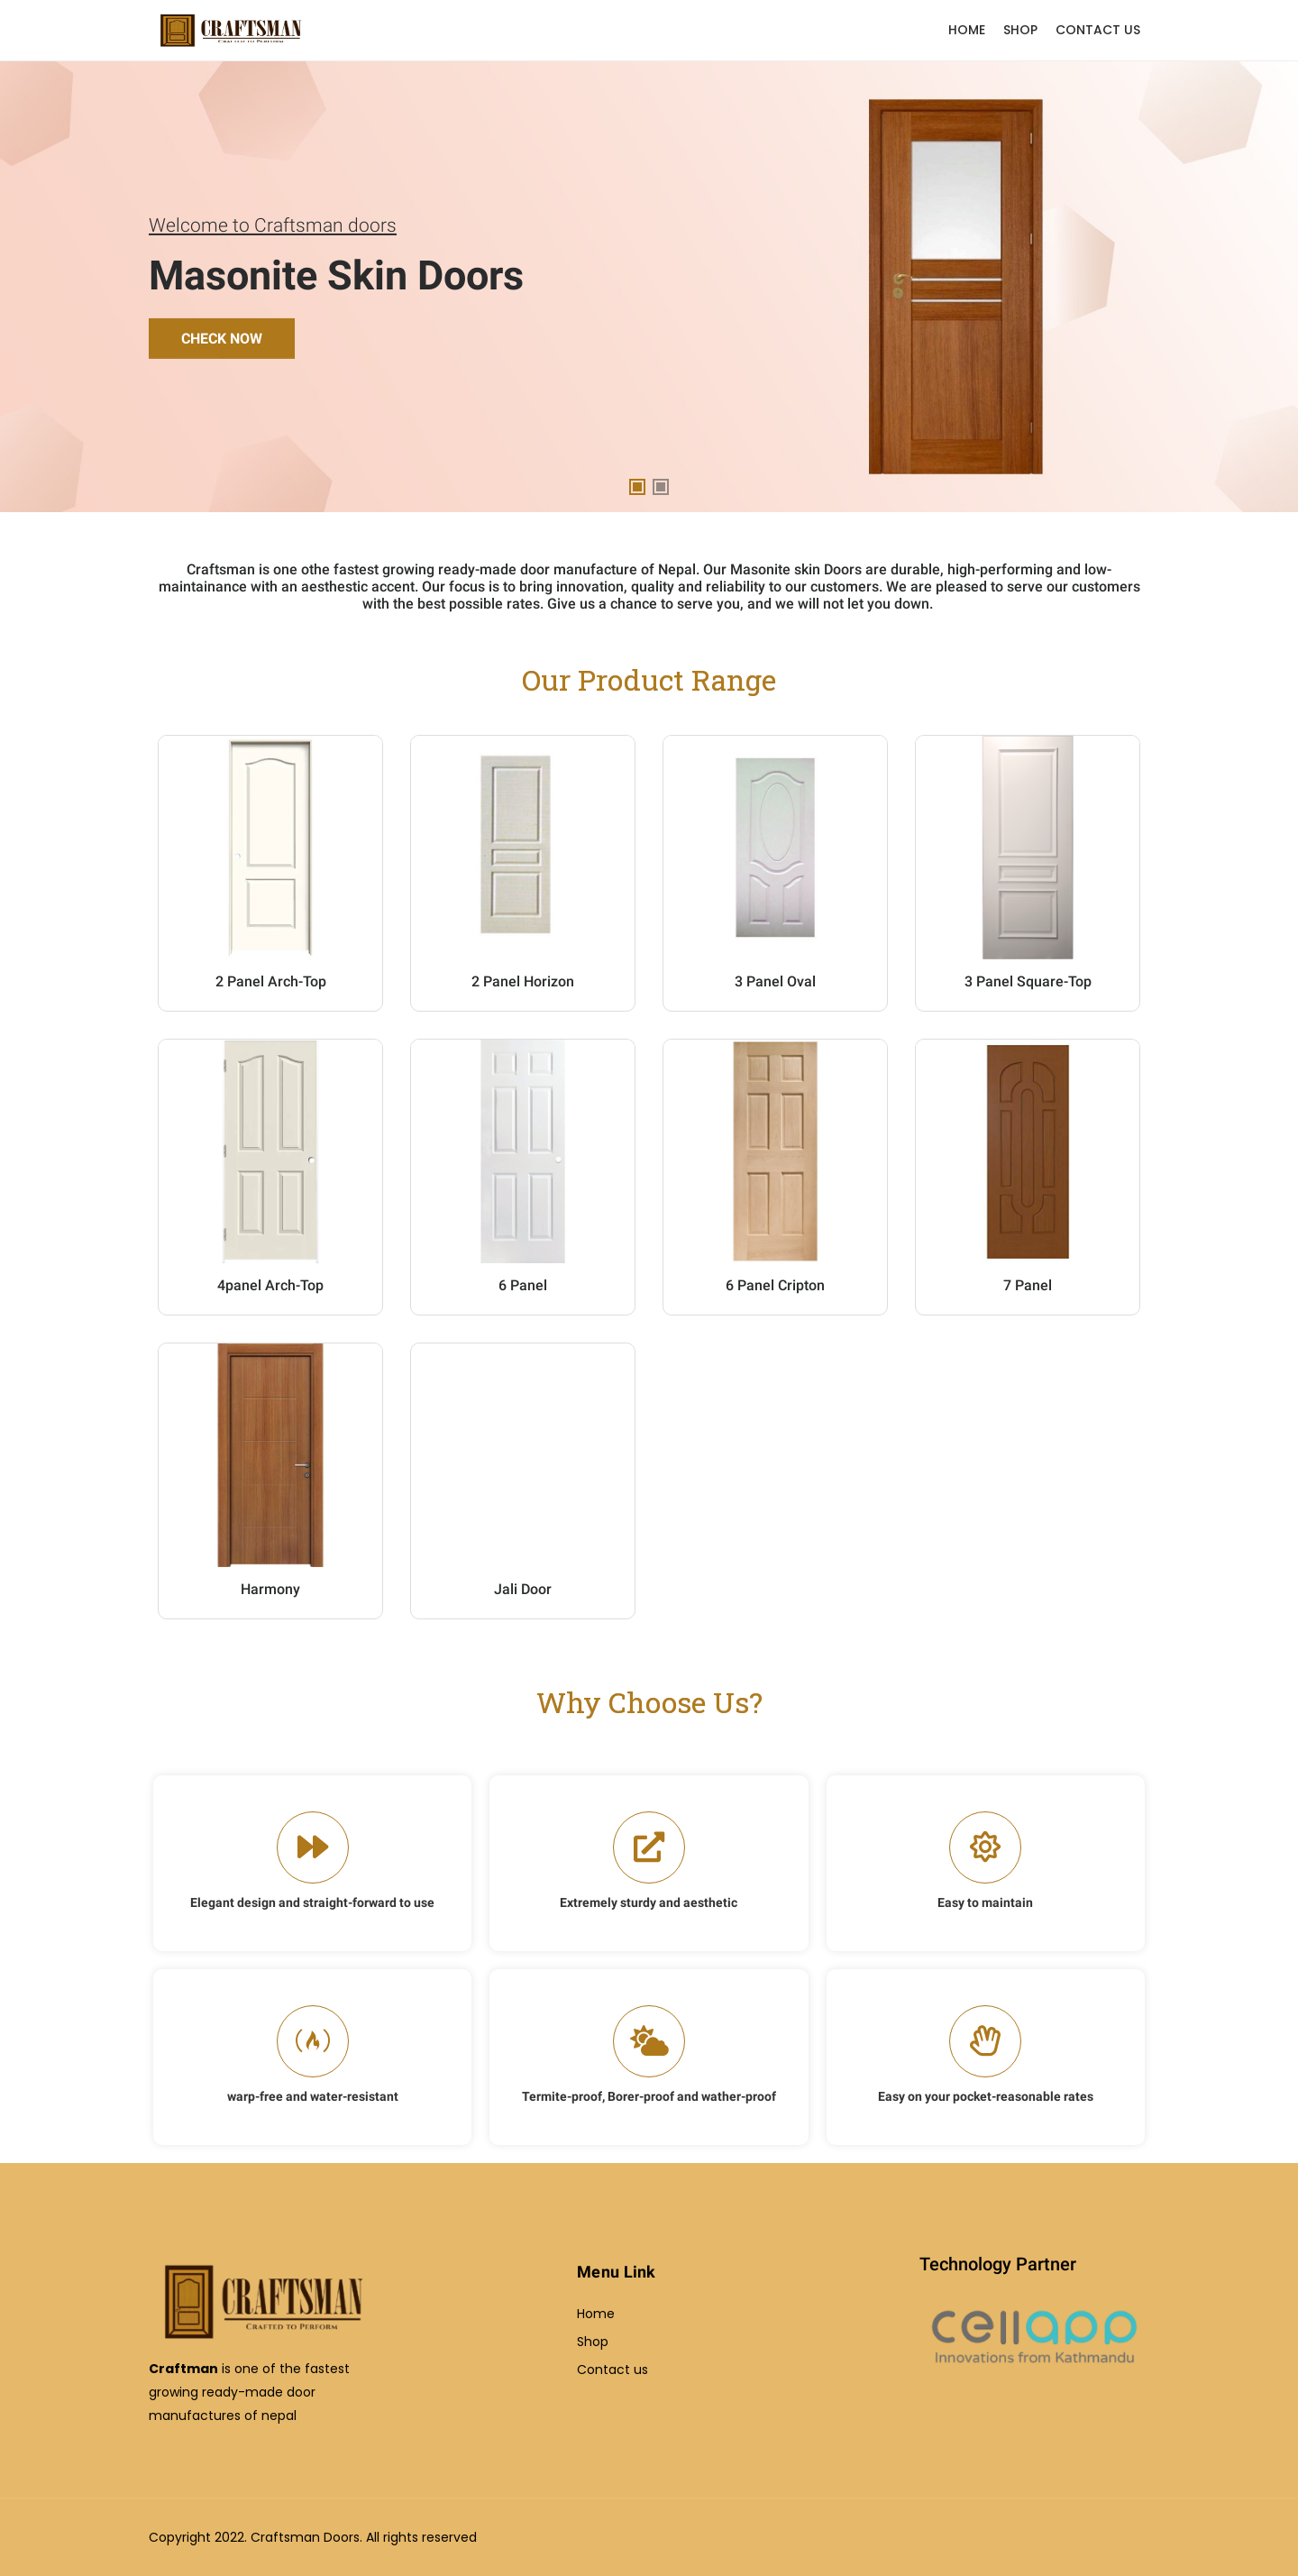 CRAFTSMAN
CRAFTED TO PERFORM
HOME SHOP CONTACT US
Welcome to Craftsman doors
Masonite Skin Doors
CHECK NOW
Craftsman is one othe fastest growing ready-made door manufacture of Nepal. Our Masonite skin Doors are durable, high-performing and low-
maintainance with an aesthestic accent. Our focus is to bring innovation, quality and reliability to our customers. We are pleased to serve our customers
with the best possible rates. Give us a chance to serve you, and we will not let you down.
Our Product Range
2 Panel Arch-Top
2 Panel Horizon
3 Panel Oval
3 Panel Square-Top
4panel Arch-Top
6 Panel
6 Panel Cripton
7 Panel
Harmony
Jali Door
Why Choose Us?
Elegant design and straight-forward to use
Extremely sturdy and aesthetic
Easy to maintain
warp-free and water-resistant
Termite-proof, Borer-proof and wather-proof
Easy on your pocket-reasonable rates
CRAFTSMAN
CRAFTED TO PERFORM
Craftman is one of the fastest
growing ready-made door
manufactures of nepal
Menu Link
Home
Shop
Contact us
Technology Partner
cellapp
Innovations from Kathmandu
Copyright 2022. Craftsman Doors. All rights reserved